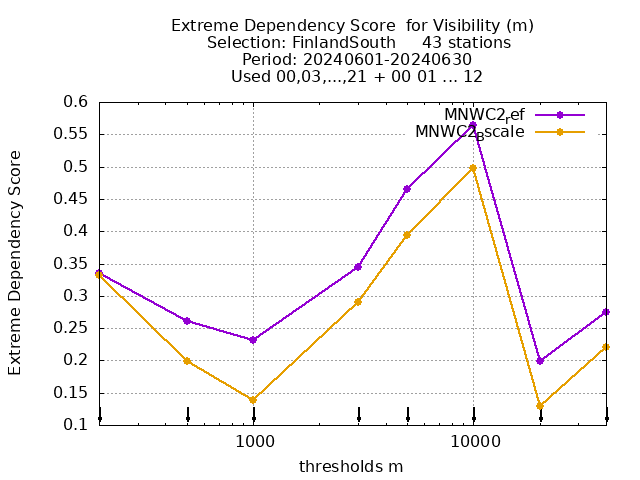 Extreme Dependency Score  for Visibility (m)
Selection: FinlandSouth     43 stations
Period: 20240601-20240630
Used 00,03,...,21 + 00 01 ... 12
MNWC2ref
MNWC2Bscale
0.6
0.55
0.5
0.45
0.4
0.35
0.3
0.25
0.2
0.15
0.1
Extreme Dependency Score
1000
10000
thresholds m